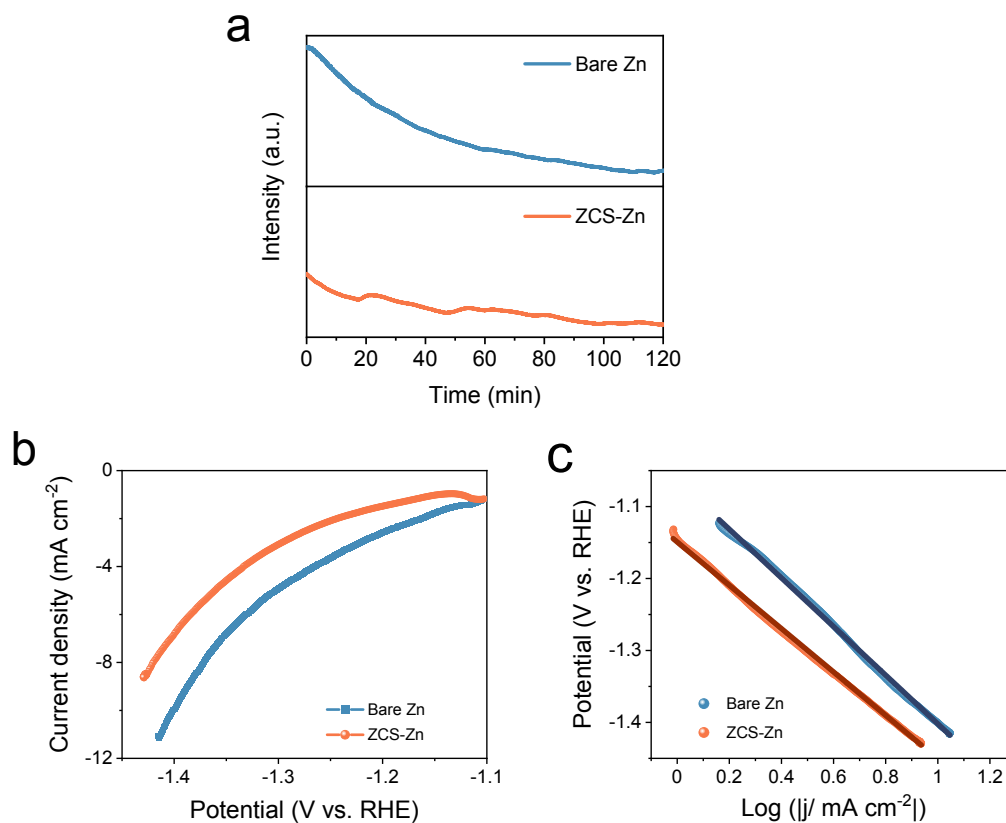 a
Bare Zn
ZCS-Zn
Intensity (a.u.)
0 20 40 60 80 100 120
Time (min)
b
0
-4
-8
-12
Current density (mA cm⁻²)
Bare Zn
ZCS-Zn
-1.4 -1.3 -1.2 -1.1
Potential (V vs. RHE)
c
-1.1
-1.2
-1.3
-1.4
Potential (V vs. RHE)
Bare Zn
ZCS-Zn
0 0.2 0.4 0.6 0.8 1.0 1.2
Log (|j/ mA cm⁻²|)